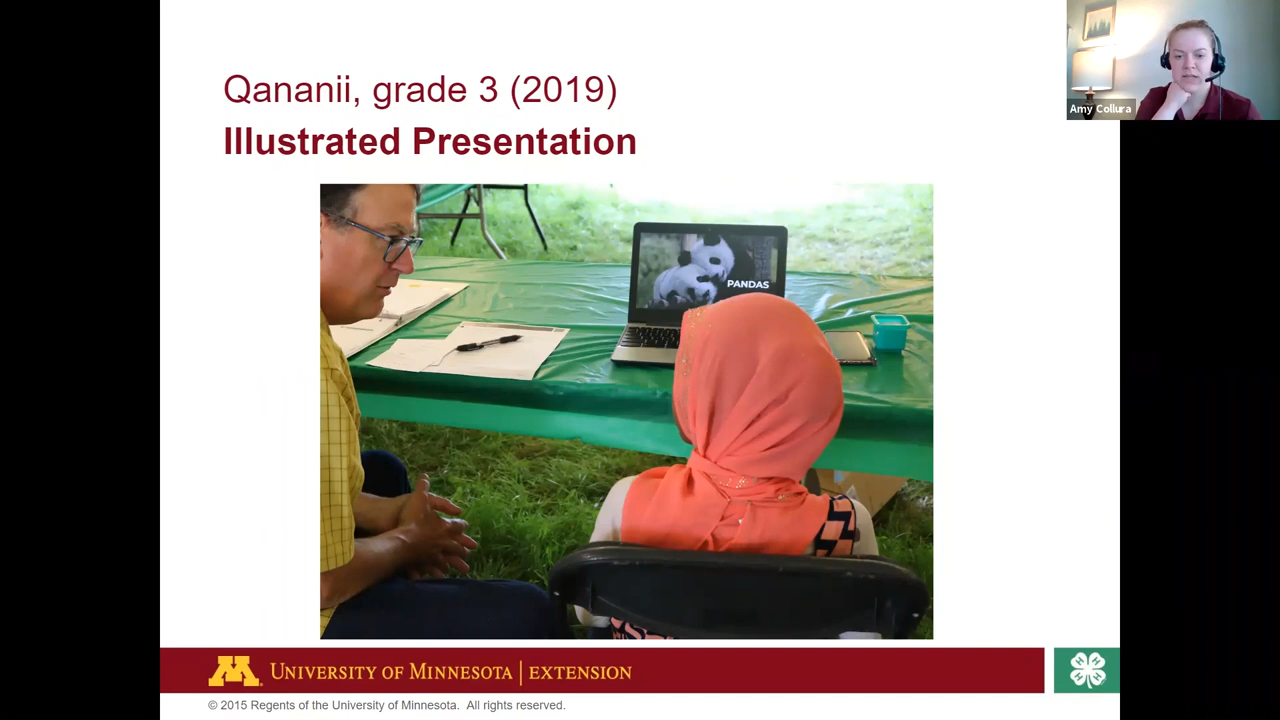 Qananii, grade 3 (2019)
Illustrated Presentation
Amy Collura
PANDAS
M UNIVERSITY OF MINNESOTA | EXTENSION
© 2015 Regents of the University of Minnesota. All rights reserved.